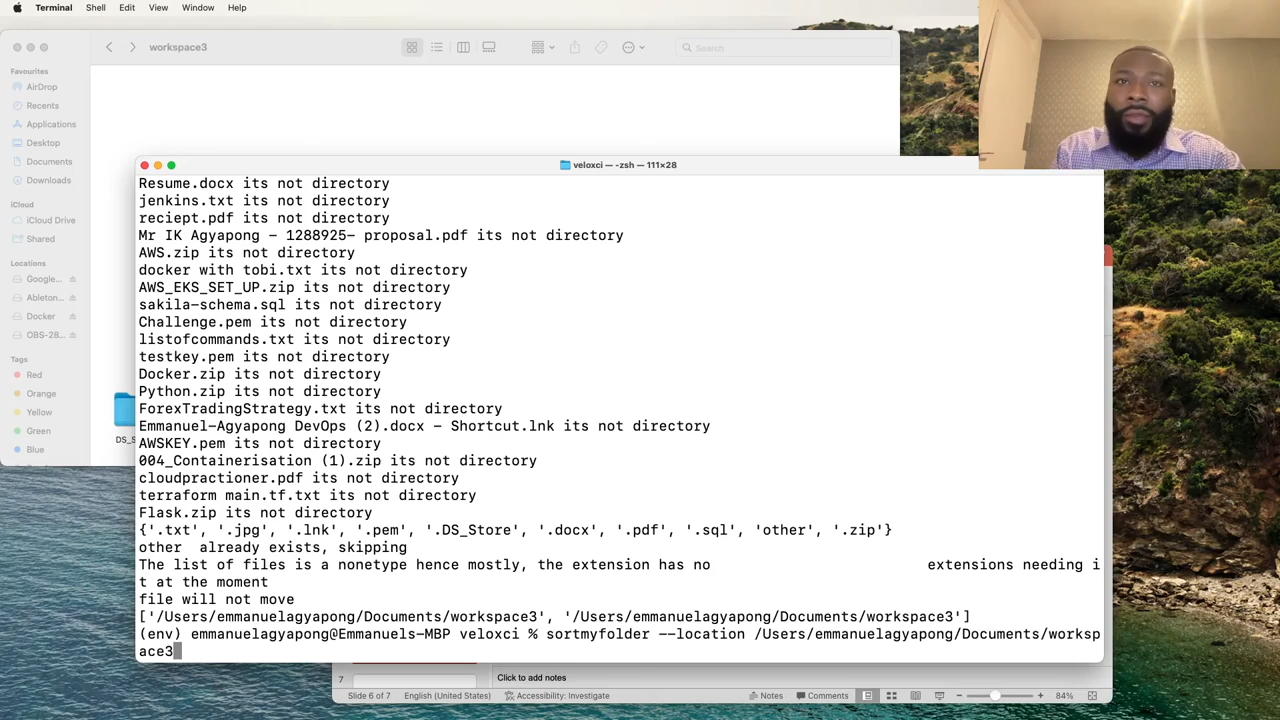 Terminal Shell Edit View Window Help
workspace3
Search
Favourites
AirDrop
Recents
Applications
Desktop
Documents
Downloads
iCloud
iCloud Drive
Shared
Locations
Google...
Ableton...
Docker
OBS-28...
Tags
Red
Orange
Yellow
Green
Blue
DS_S
veloxci — -zsh — 111×28
Resume.docx its not directory
jenkins.txt its not directory
reciept.pdf its not directory
Mr IK Agyapong - 1288925- proposal.pdf its not directory
AWS.zip its not directory
docker with tobi.txt its not directory
AWS_EKS_SET_UP.zip its not directory
sakila-schema.sql its not directory
Challenge.pem its not directory
listofcommands.txt its not directory
testkey.pem its not directory
Docker.zip its not directory
Python.zip its not directory
ForexTradingStrategy.txt its not directory
Emmanuel-Agyapong DevOps (2).docx - Shortcut.lnk its not directory
AWSKEY.pem its not directory
004_Containerisation (1).zip its not directory
cloudpractioner.pdf its not directory
terraform main.tf.txt its not directory
Flask.zip its not directory
{'.txt', '.jpg', '.lnk', '.pem', '.DS_Store', '.docx', '.pdf', '.sql', 'other', '.zip'}
other  already exists, skipping
The list of files is a nonetype hence mostly, the extension has no                         extensions needing i
t at the moment
file will not move
['/Users/emmanuelagyapong/Documents/workspace3', '/Users/emmanuelagyapong/Documents/workspace3']
(env) emmanuelagyapong@Emmanuels-MBP veloxci % sortmyfolder --location /Users/emmanuelagyapong/Documents/worksp
ace3
7
Click to add notes
Slide 6 of 7 English (United States) Accessibility: Investigate Notes Comments 84%